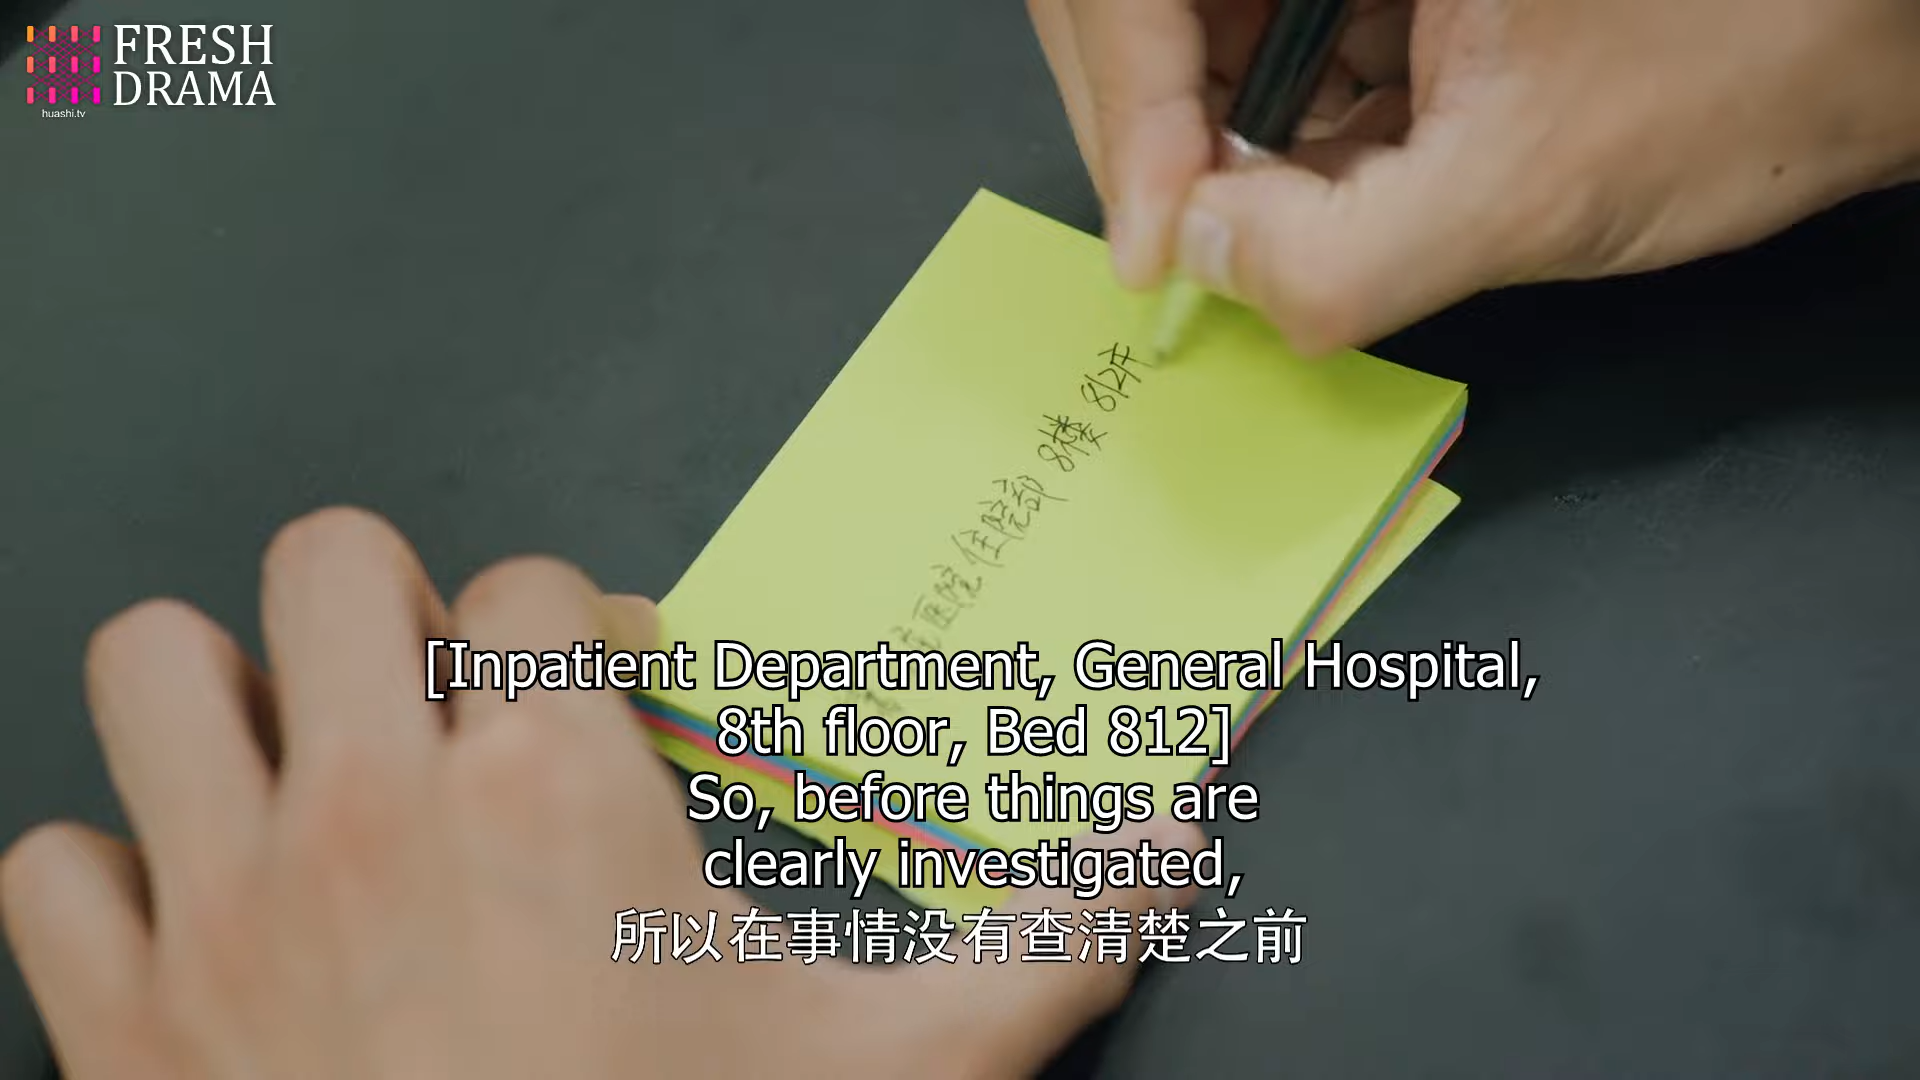 FRESH
DRAMA
huashi.tv
医院住院部 8楼 812床
[Inpatient Department, General Hospital,
8th floor, Bed 812]
So, before things are
clearly investigated,
所以在事情没有查清楚之前